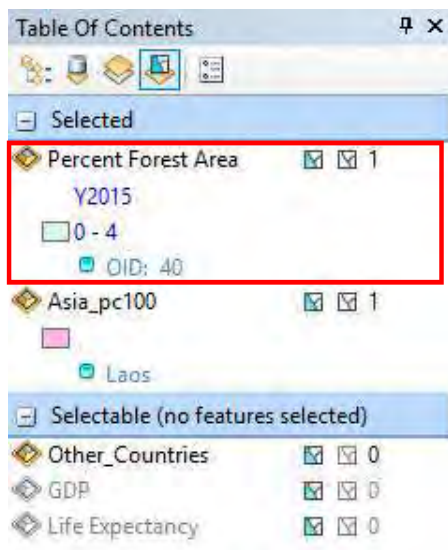 Table Of Contents
Selected
Percent Forest Area 1
Y2015
0 - 4
OID: 40
Asia_pc100 1
Laos
Selectable (no features selected)
Other_Countries 0
GDP 0
Life Expectancy 0